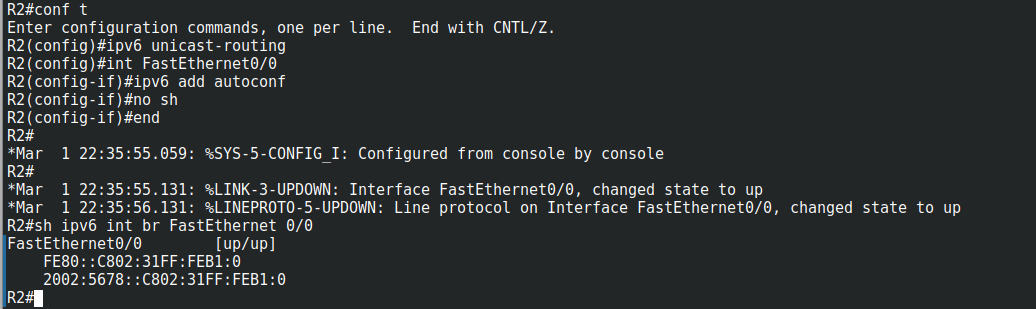 R2#conf t
Enter configuration commands, one per line.  End with CNTL/Z.
R2(config)#ipv6 unicast-routing
R2(config)#int FastEthernet0/0
R2(config-if)#ipv6 add autoconf
R2(config-if)#no sh
R2(config-if)#end
R2#
*Mar  1 22:35:55.059: %SYS-5-CONFIG_I: Configured from console by console
R2#
*Mar  1 22:35:55.131: %LINK-3-UPDOWN: Interface FastEthernet0/0, changed state to up
*Mar  1 22:35:56.131: %LINEPROTO-5-UPDOWN: Line protocol on Interface FastEthernet0/0, changed state to up
R2#sh ipv6 int br FastEthernet 0/0
FastEthernet0/0        [up/up]
    FE80::C802:31FF:FEB1:0
    2002:5678::C802:31FF:FEB1:0
R2#